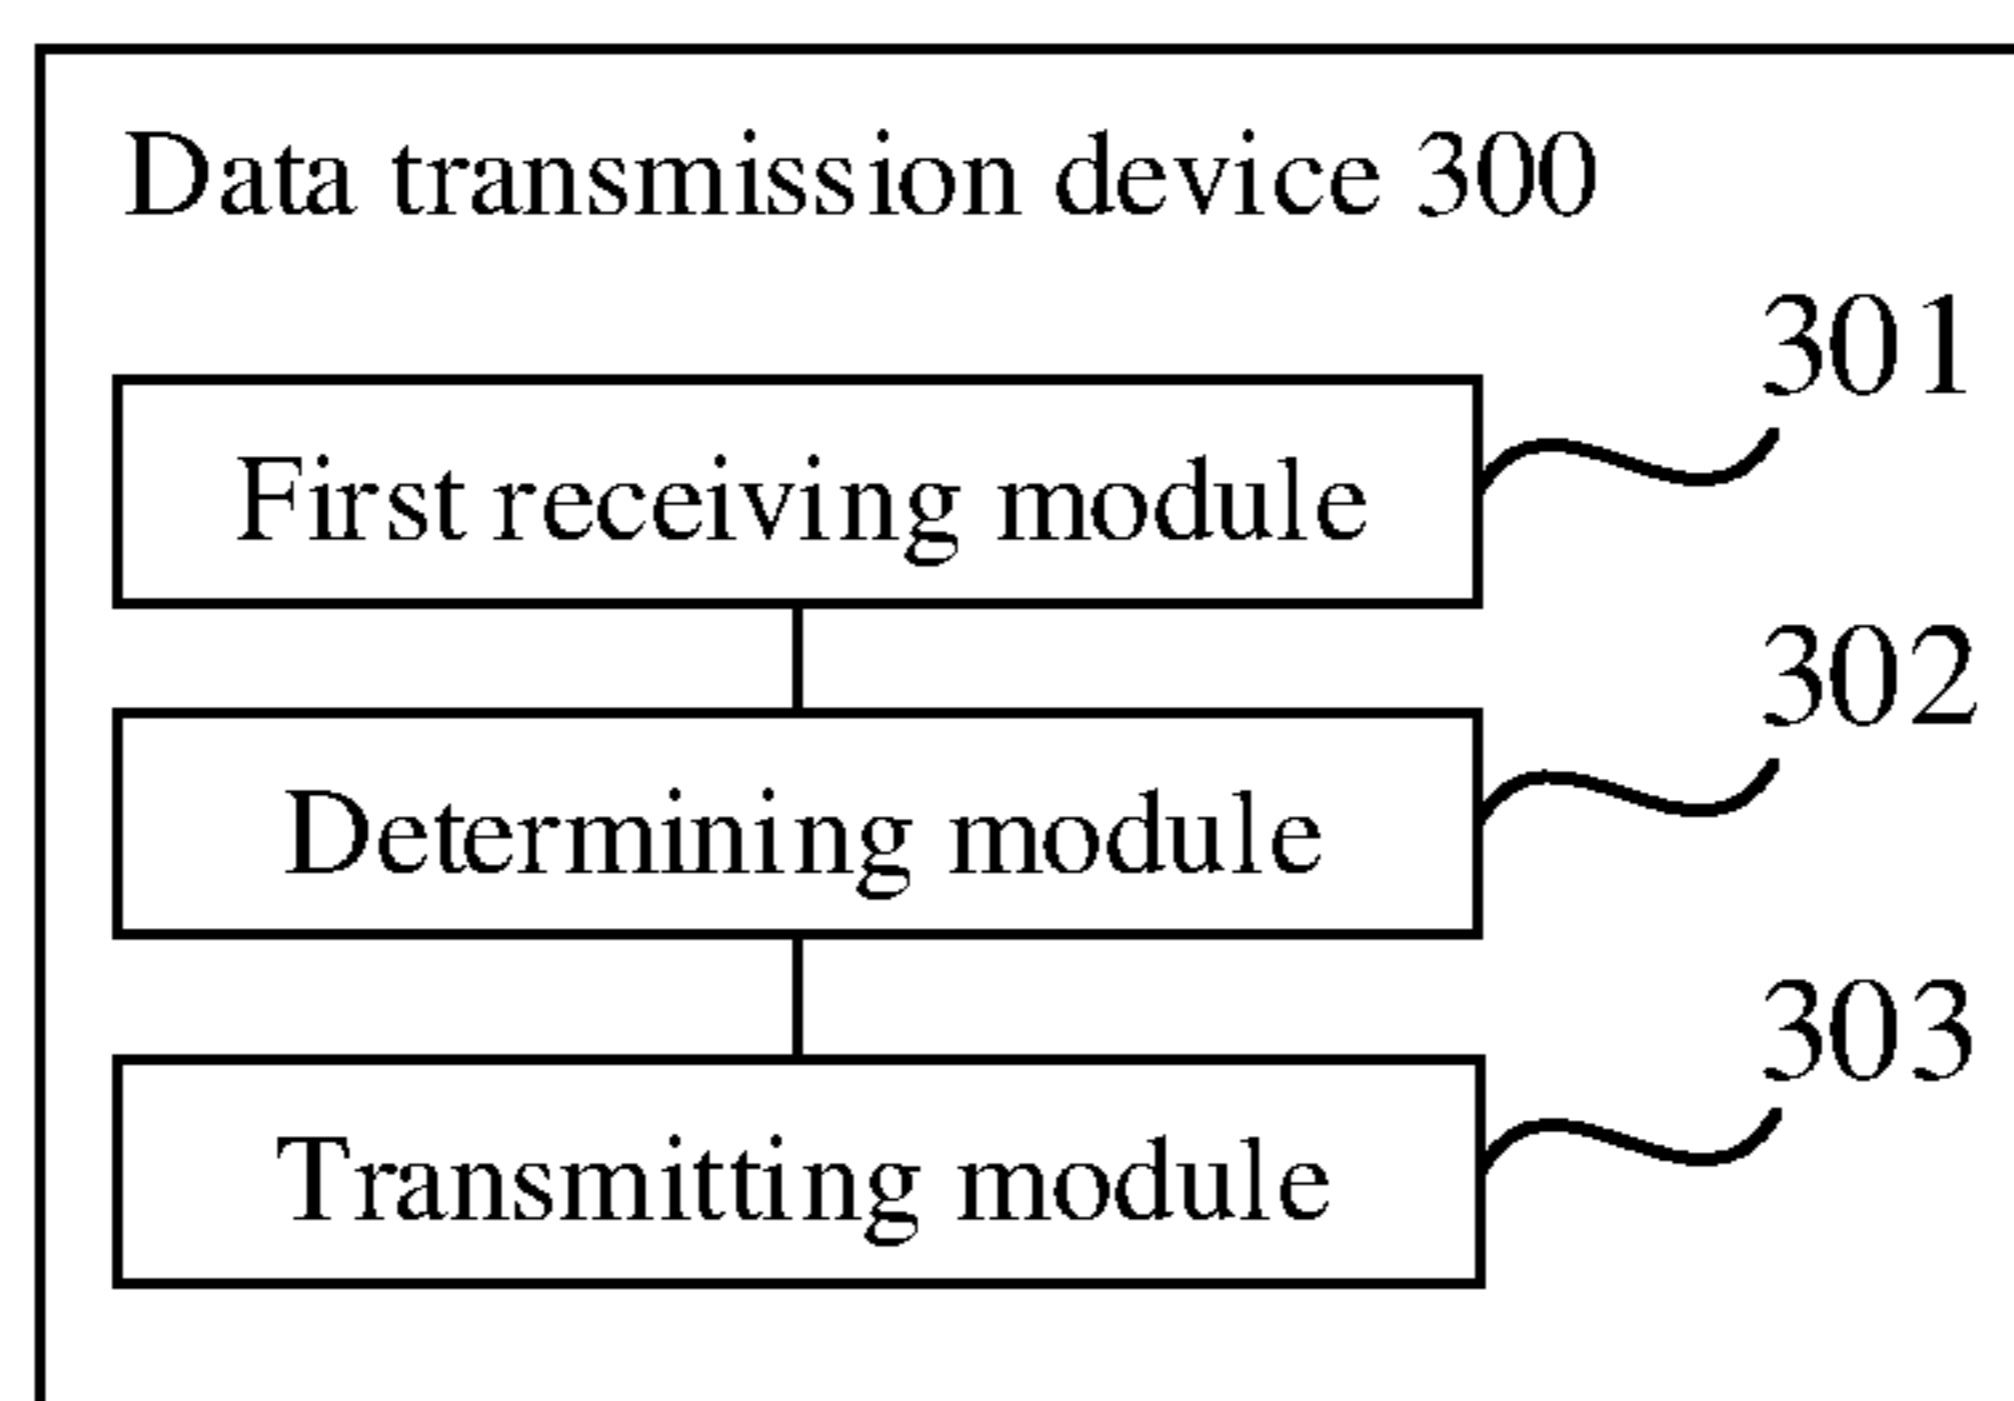 Data transmission device 300
301
First receiving module
302
Determining module
303
Transmitting module